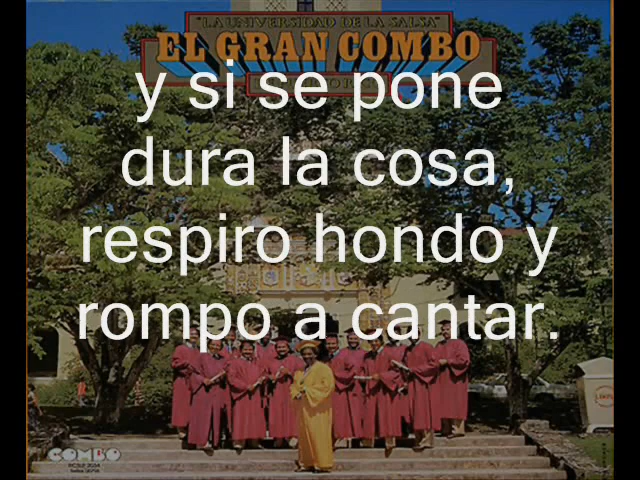 "LA UNIVERSIDAD DE LA SALSA"
EL GRAN COMBO
y si se pone
dura la cosa,
respiro hondo y
rompo a cantar.
COMBO